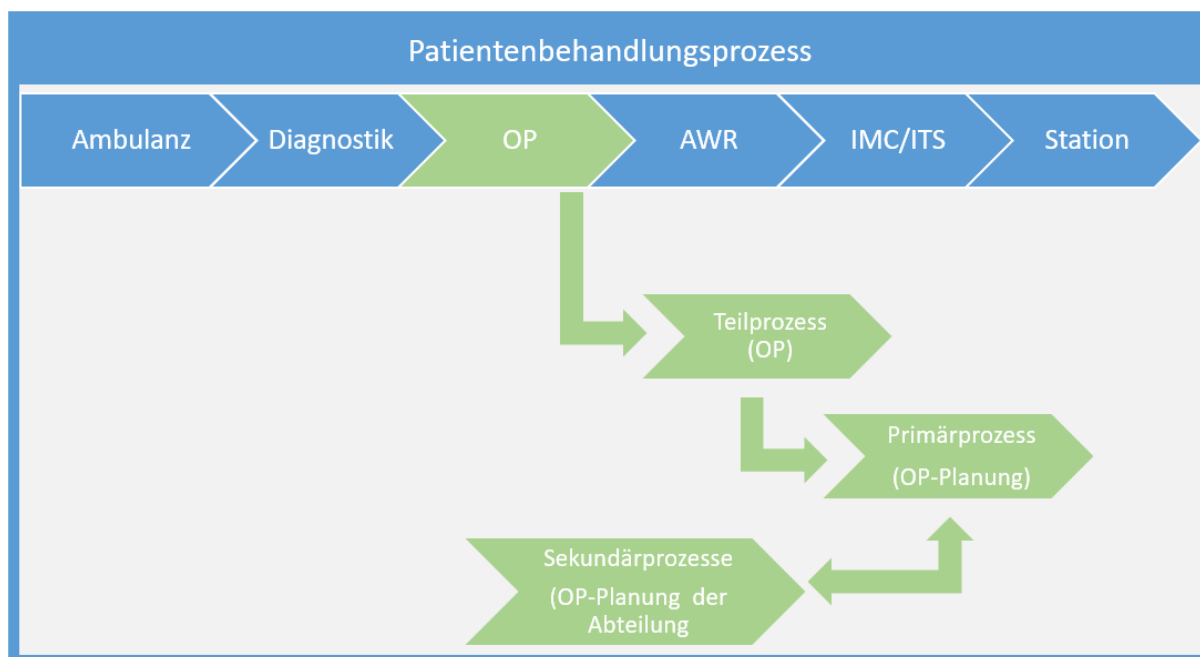 Patientenbehandlungsprozess
Ambulanz
Diagnostik
OP
AWR
IMC/ITS
Station
Teilprozess
(OP)
Primärprozess
(OP-Planung)
Sekundärprozesse
(OP-Planung der
Abteilung